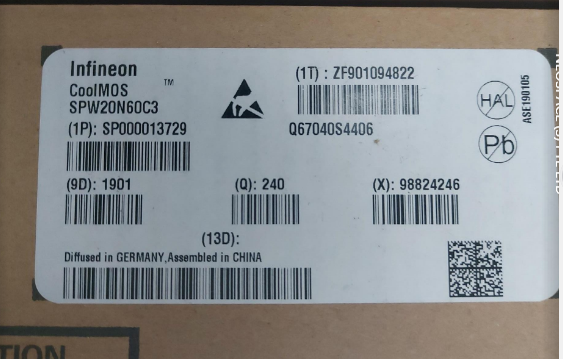 Infineon
CoolMOS ™
SPW20N60C3
(1P): SP000013729
(1T) : ZF901094822
Q67040S4406
HAL
Pb
ASE190105
(9D): 1901
(Q): 240
(X): 98824246
(13D):
Diffused in GERMANY,Assembled in CHINA
TION